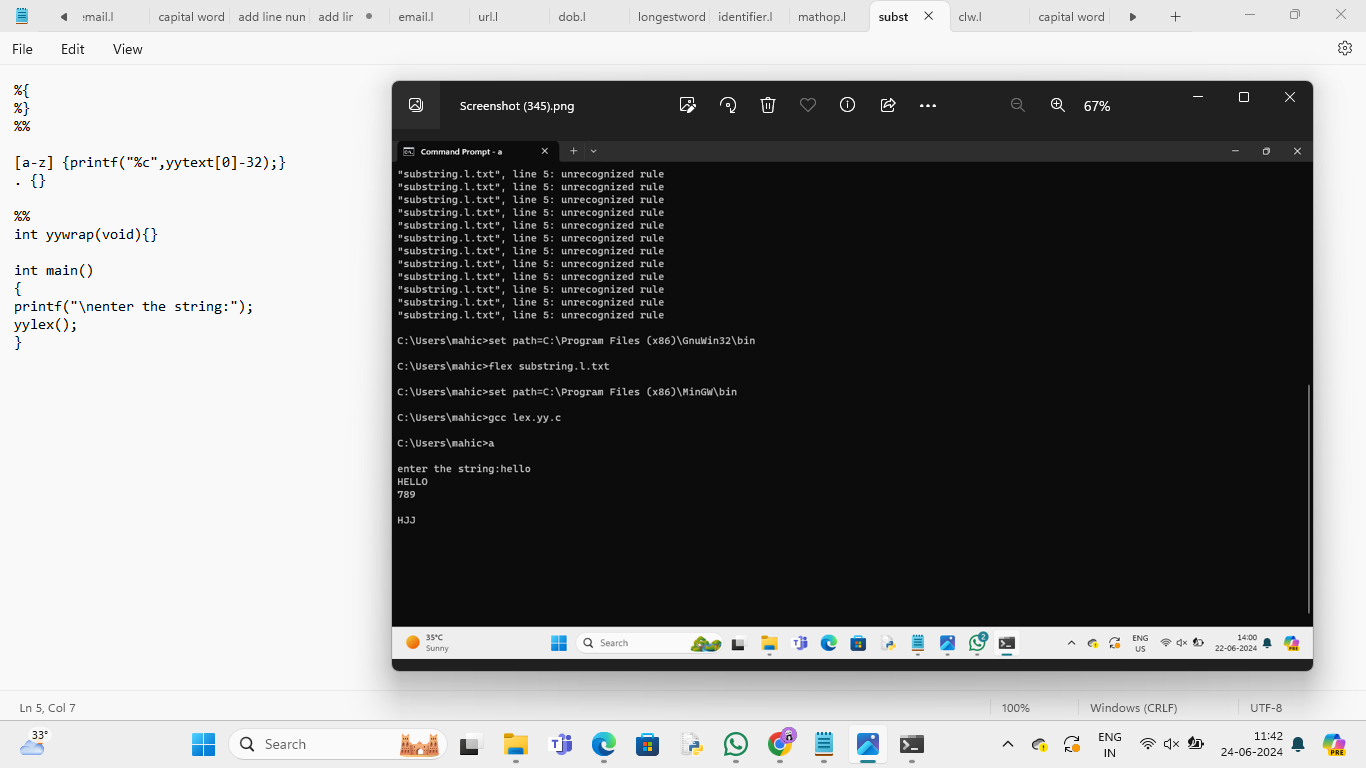 email.l
capital word
add line nun
add lir
email.l
url.l
dob.l
longestword
identifier.l
mathop.l
subst
clw.l
capital word
File
Edit
View
%{
%}
%%
[a-z] {printf("%c",yytext[0]-32);}
. {}
%%
int yywrap(void){}
int main()
{
printf("\nenter the string:");
yylex();
}
Screenshot (345).png
67%
Command Prompt - a
"substring.l.txt", line 5: unrecognized rule
"substring.l.txt", line 5: unrecognized rule
"substring.l.txt", line 5: unrecognized rule
"substring.l.txt", line 5: unrecognized rule
"substring.l.txt", line 5: unrecognized rule
"substring.l.txt", line 5: unrecognized rule
"substring.l.txt", line 5: unrecognized rule
"substring.l.txt", line 5: unrecognized rule
"substring.l.txt", line 5: unrecognized rule
"substring.l.txt", line 5: unrecognized rule
"substring.l.txt", line 5: unrecognized rule
"substring.l.txt", line 5: unrecognized rule
C:\Users\mahic>set path=C:\Program Files (x86)\GnuWin32\bin
C:\Users\mahic>flex substring.l.txt
C:\Users\mahic>set path=C:\Program Files (x86)\MinGW\bin
C:\Users\mahic>gcc lex.yy.c
C:\Users\mahic>a
enter the string:hello
HELLO
789
HJJ
35°C
Sunny
Search
2
ENG
US
14:00
22-06-2024
PRE
Ln 5, Col 7
100%
Windows (CRLF)
UTF-8
33°
Search
ENG
IN
11:42
24-06-2024
PRE